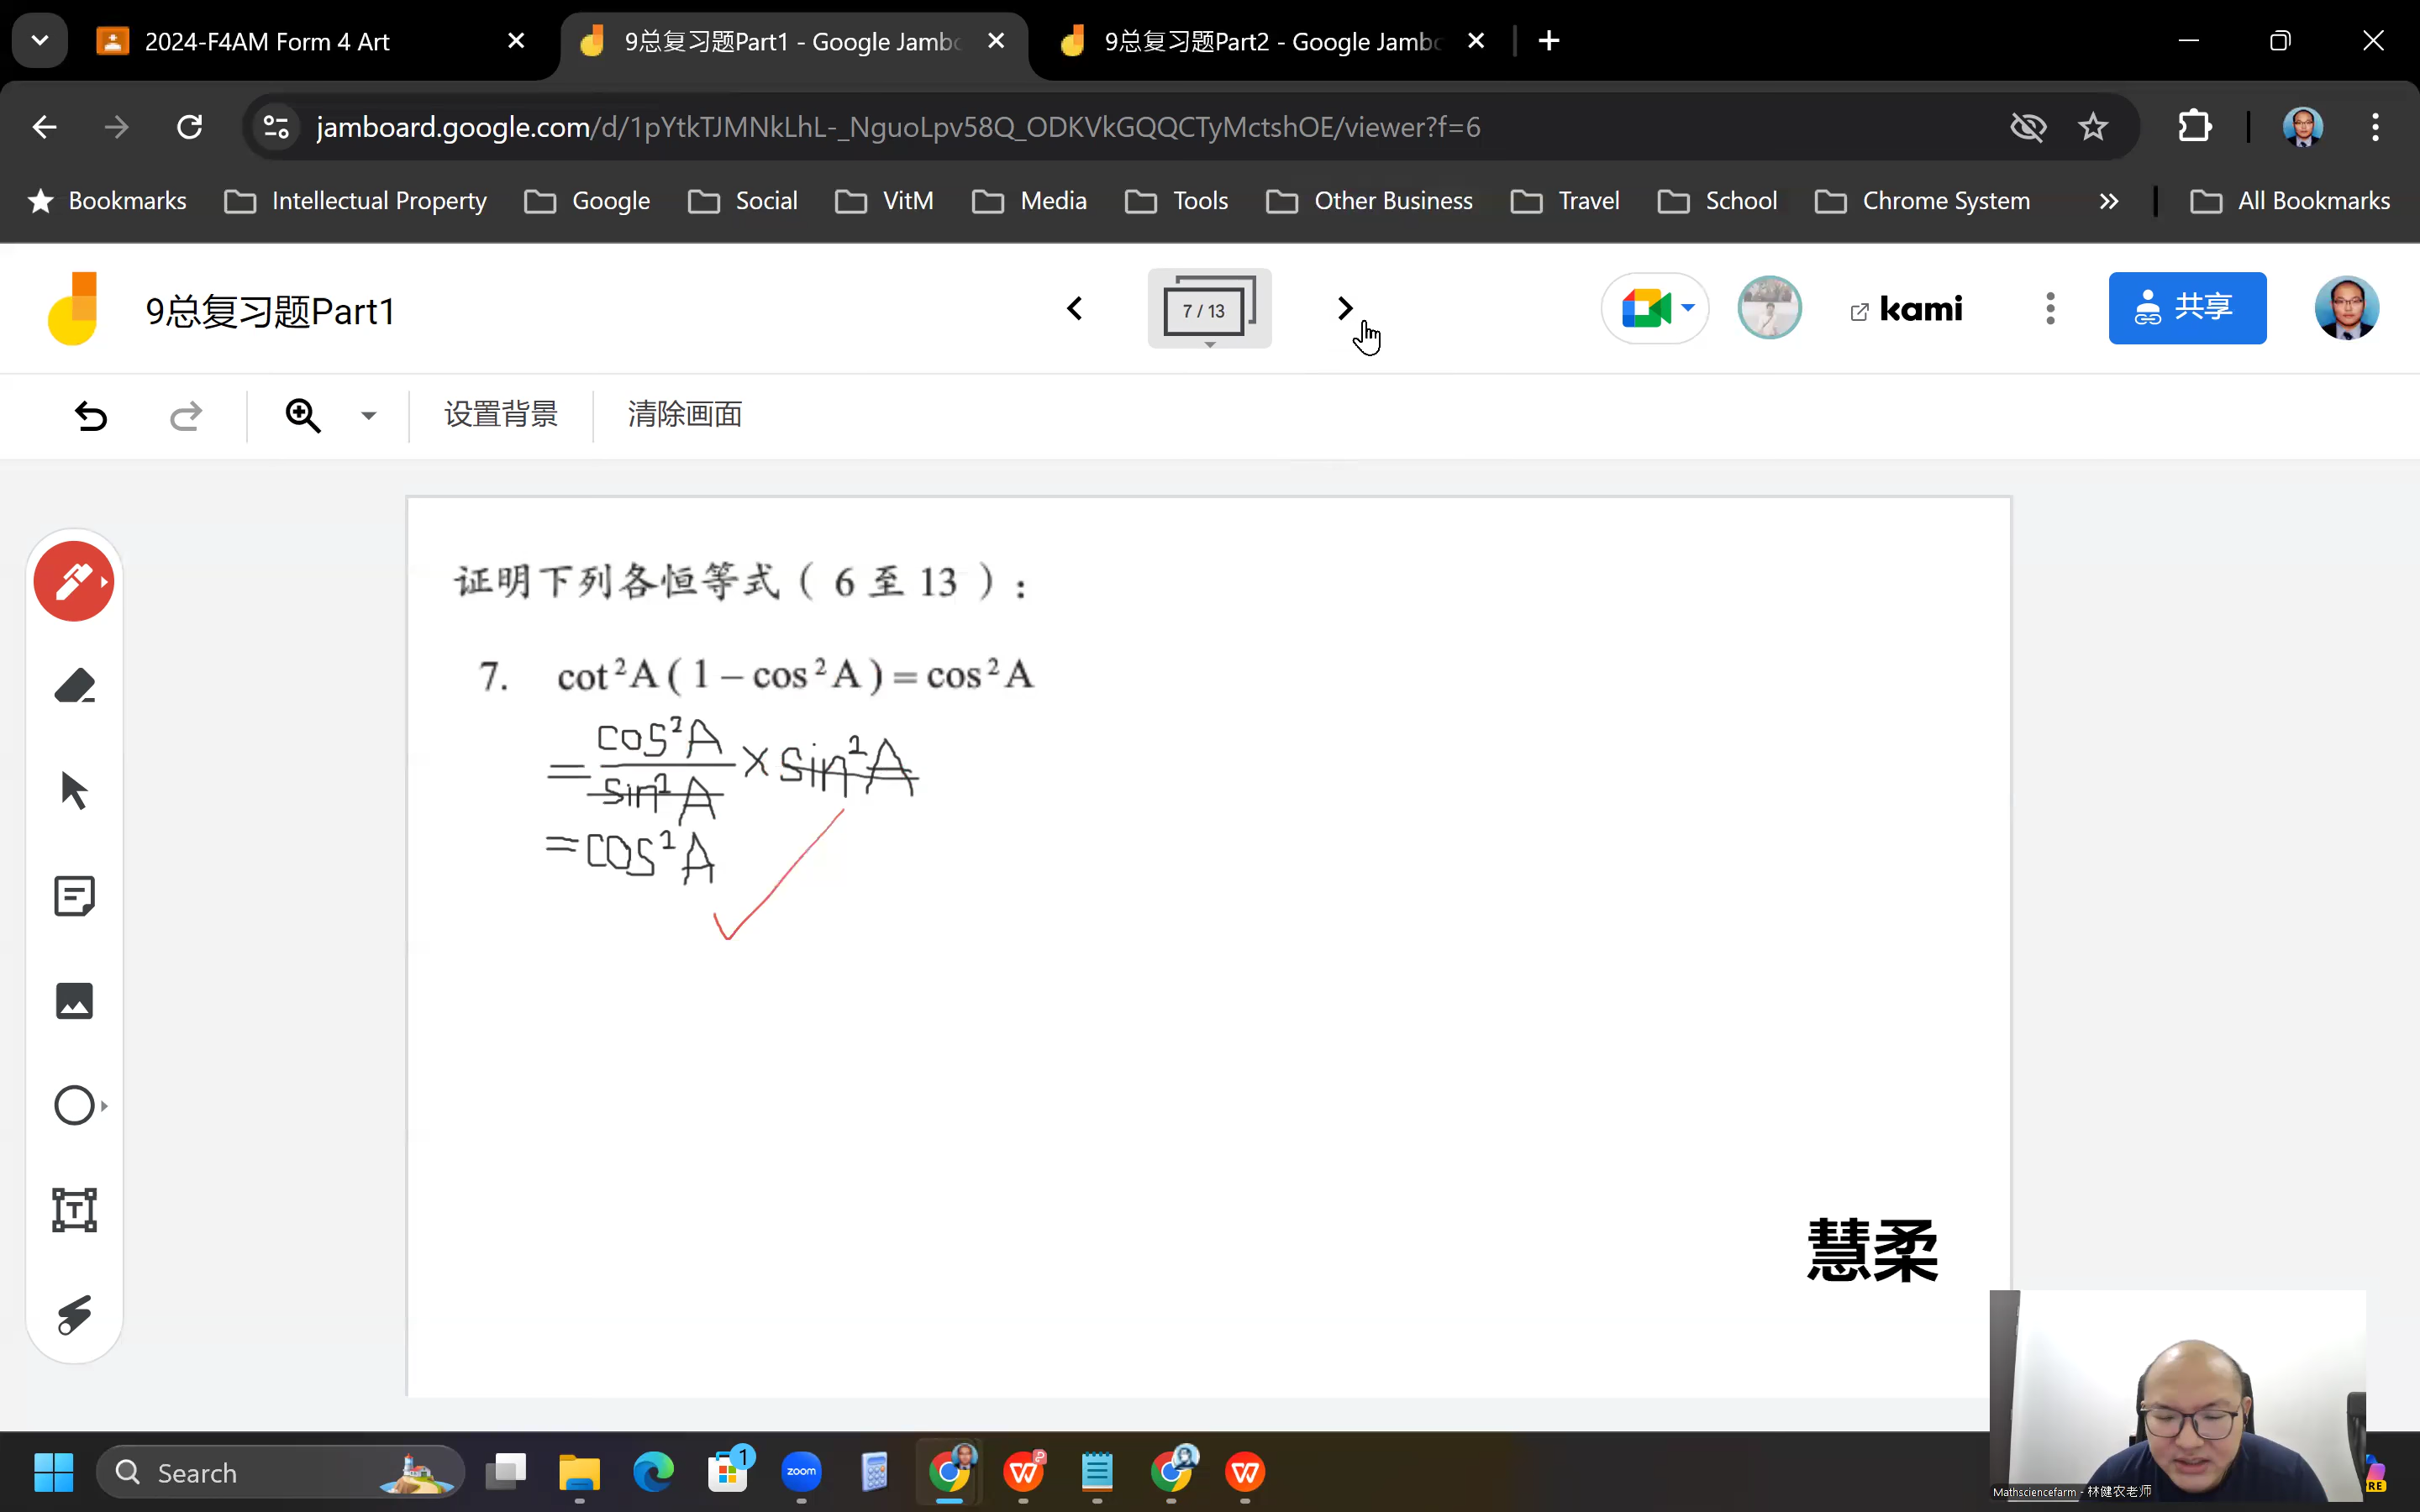 2024-F4AM Form 4 Art
9总复习题Part1 - Google Jambo
9总复习题Part2 - Google Jambo
jamboard.google.com/d/1pYtkTJMNkLhL-_NguoLpv58Q_ODKVkGQQCTyMctshOE/viewer?f=6
Bookmarks Intellectual Property Google Social VitM Media Tools Other Business Travel School Chrome System All Bookmarks
9总复习题Part1
7 / 13
kami
共享
设置背景 清除画面
证明下列各恒等式（6至13）：
7. cot²A(1 − cos²A) = cos²A
= cos²A / sin²A × sin²A
= cos²A
慧柔
Mathsciencefarm - 林健农老师
Search
1
zoom
RE